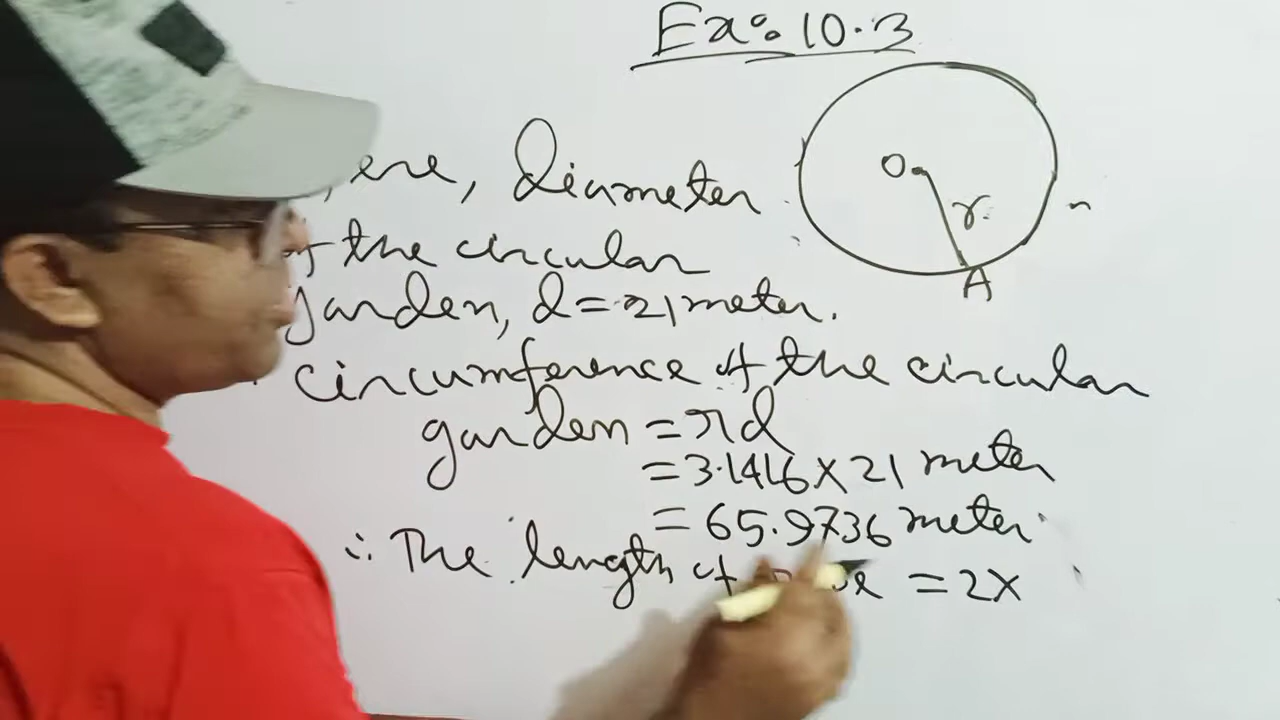 Ex: 10.3
O
r
A
diameter
of the circular
garden, d = 21 meter.
circumference of the circular
garden = πd
= 3.1416 × 21 meter
= 65.9736 meter
∴ The length of = 2×